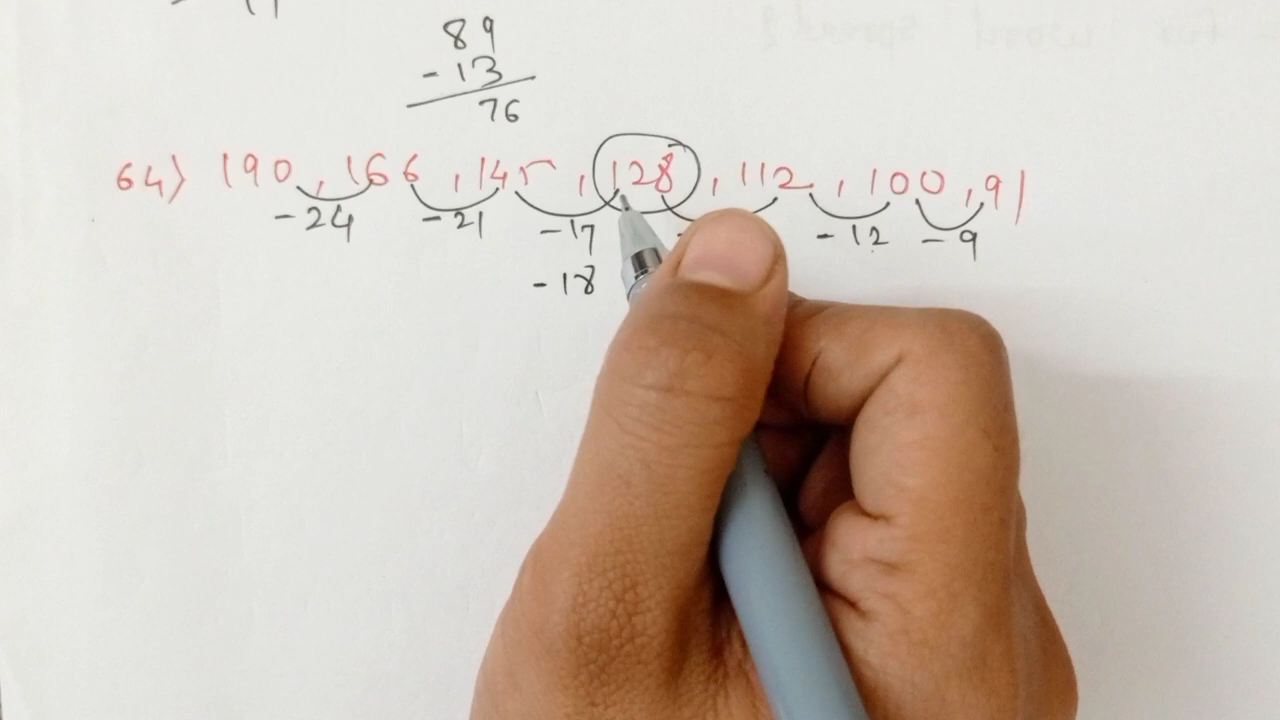 89
- 13
76
64) 190, 166, 145, 128, 112, 100, 91
-24 -21 -17 -12 -9
-18